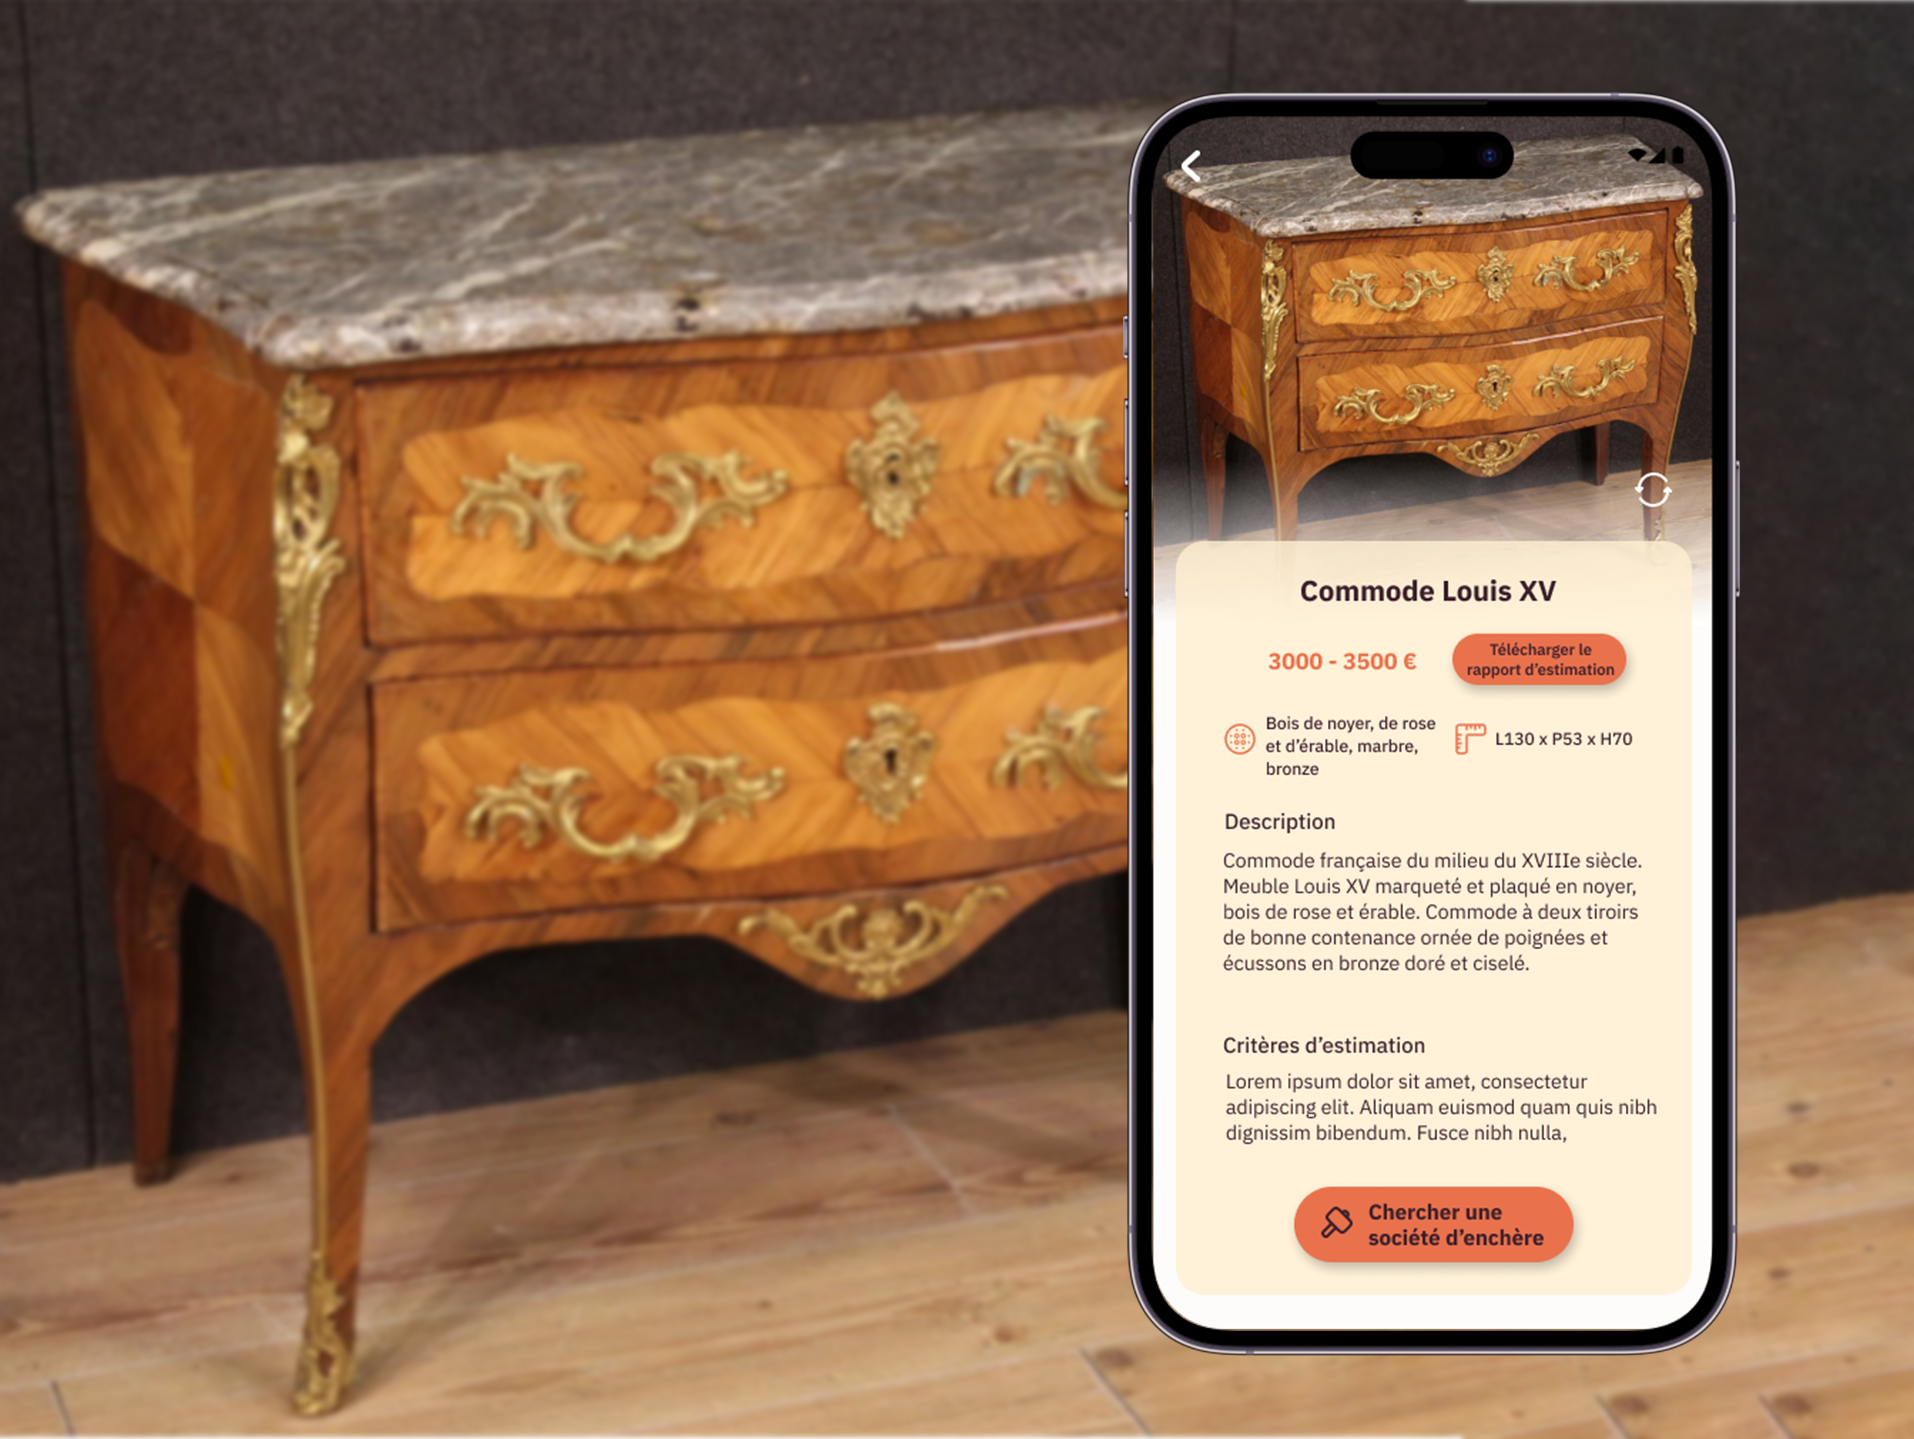 Commode Louis XV
3000 - 3500 €
Télécharger le
rapport d’estimation
Bois de noyer, de rose
et d’érable, marbre,
bronze
L130 x P53 x H70
Description
Commode française du milieu du XVIIIe siècle.
Meuble Louis XV marqueté et plaqué en noyer,
bois de rose et érable. Commode à deux tiroirs
de bonne contenance ornée de poignées et
écussons en bronze doré et ciselé.
Critères d’estimation
Lorem ipsum dolor sit amet, consectetur
adipiscing elit. Aliquam euismod quam quis nibh
dignissim bibendum. Fusce nibh nulla,
Chercher une
société d’enchère